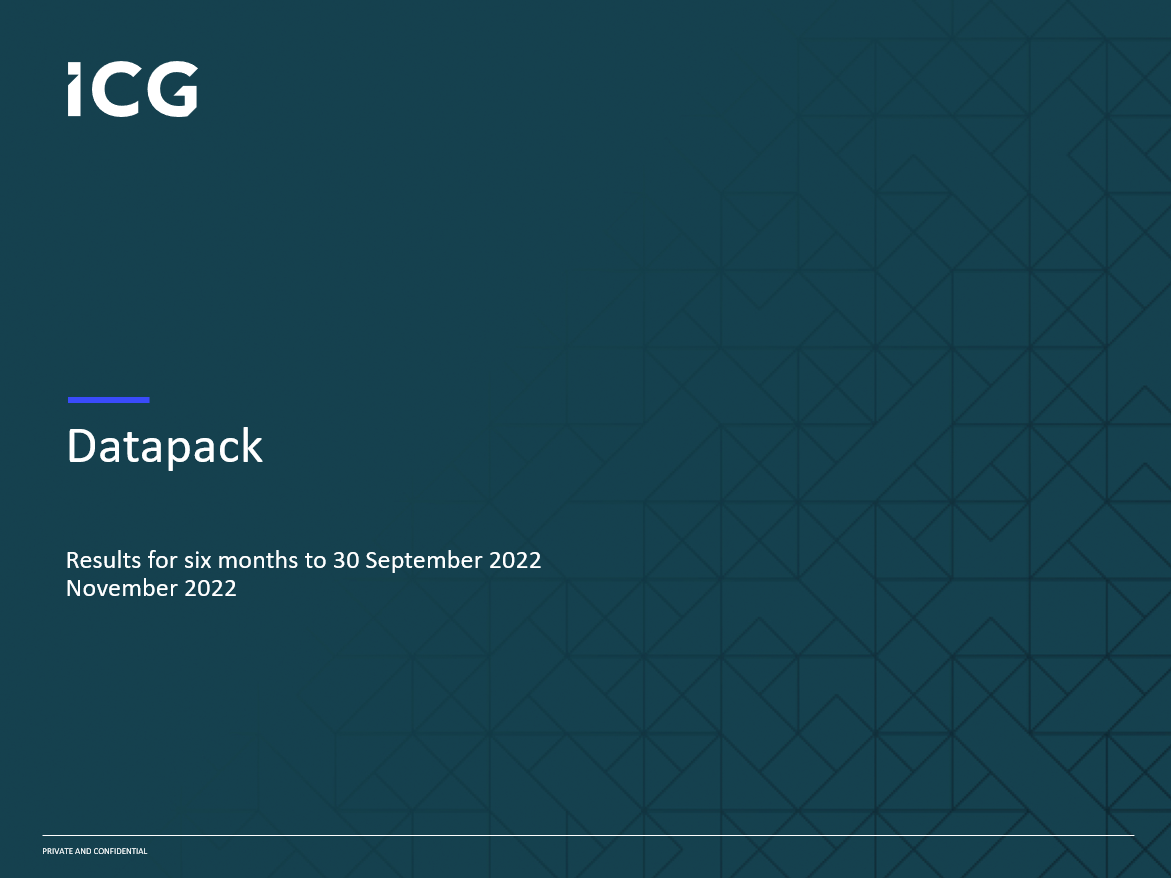 iCG
Datapack
Results for six months to 30 September 2022
November 2022
PRIVATE AND CONFIDENTIAL